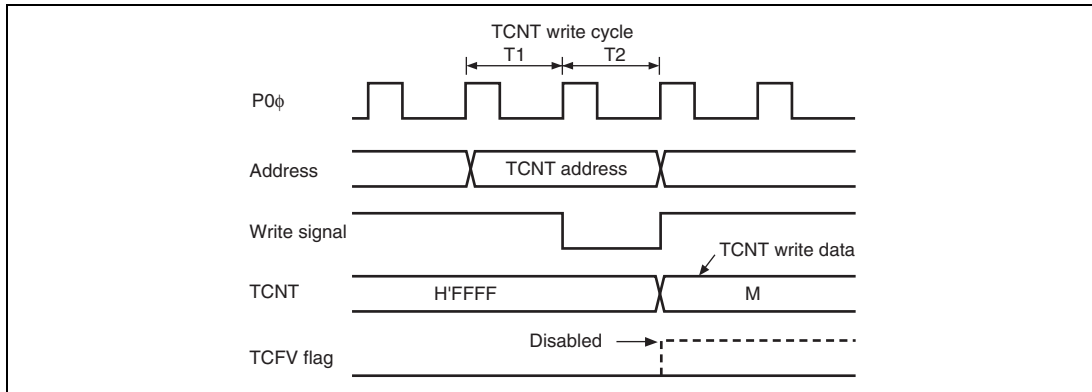 TCNT write cycle
T1 T2
P0ϕ
Address TCNT address
Write signal
TCNT write data
TCNT H'FFFF M
Disabled
TCFV flag